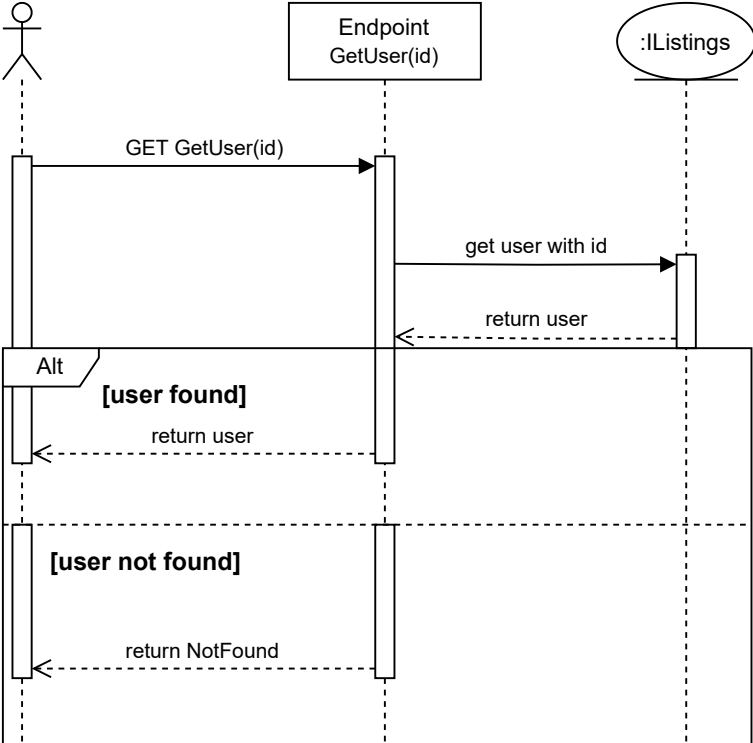 Endpoint
GetUser(id)
:IListings
GET GetUser(id)
get user with id
return user
Alt
[user found]
return user
[user not found]
return NotFound